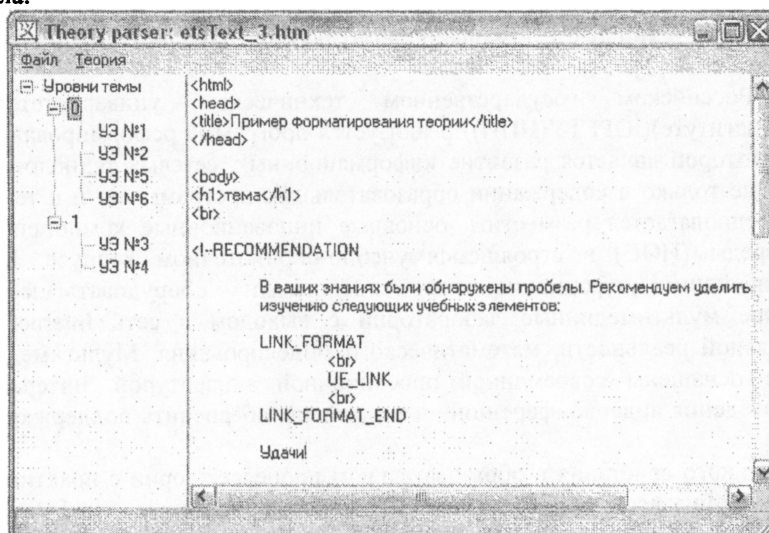 Theory parser: etsText_3.htm
Файл Теория
Уровни темы
0
УЭ №1
УЭ №2
УЭ №5
УЭ №6
1
УЭ №3
УЭ №4
<html>
<head>
<title>Пример форматирования теории</title>
</head>
<body>
<h1>тема</h1>
<br>
<!--RECOMMENDATION
В ваших знаниях были обнаружены пробелы. Рекомендуем уделить
изучению следующих учебных элементов:
LINK_FORMAT
<br>
UE_LINK
<br>
LINK_FORMAT_END
Удачи!